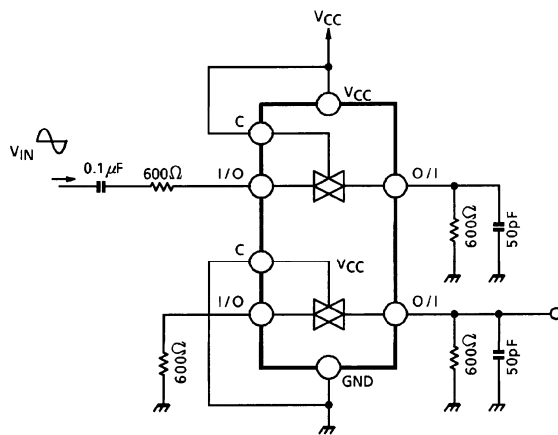 VCC
VCC
C
VIN
0.1μF
600Ω
I/O
O/I
600Ω
50pF
C
VCC
I/O
O/I
600Ω
600Ω
50pF
GND